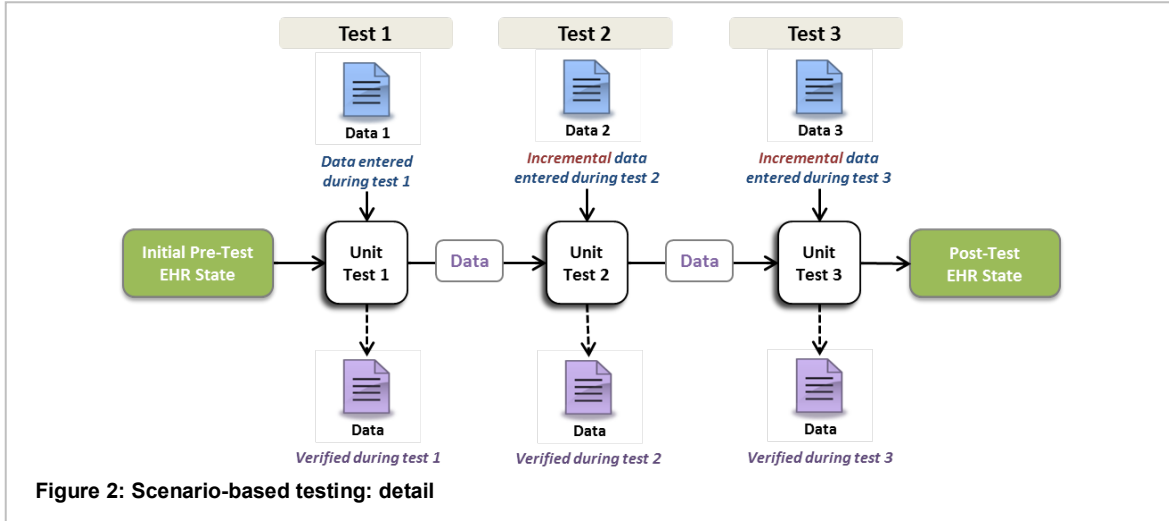 Test 1
Test 2
Test 3
Data 1
Data 2
Data 3
Data entered
during test 1
Incremental data
entered during test 2
Incremental data
entered during test 3
Initial Pre-Test
EHR State
Unit
Test 1
Data
Unit
Test 2
Data
Unit
Test 3
Post-Test
EHR State
Data
Data
Data
Verified during test 1
Verified during test 2
Verified during test 3
Figure 2: Scenario-based testing: detail